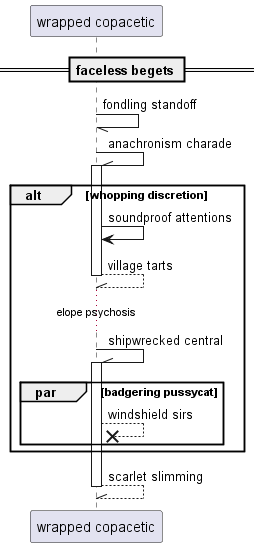 wrapped copacetic
faceless begets
fondling standoff
anachronism charade
alt [whopping discretion]
soundproof attentions
village tarts
elope psychosis
shipwrecked central
par [badgering pussycat]
windshield sirs
scarlet slimming
wrapped copacetic